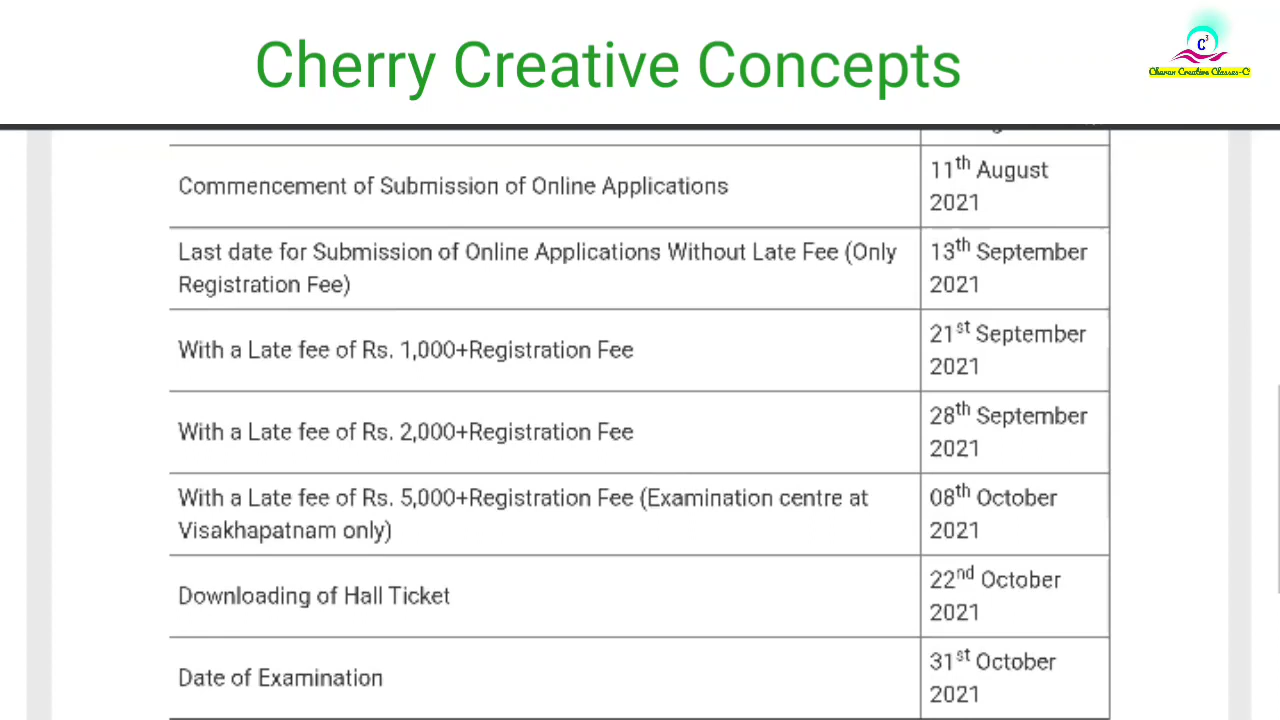 Cherry Creative Concepts
C3
Charan Creative Classes-C
Commencement of Submission of Online Applications
11th August
2021
Last date for Submission of Online Applications Without Late Fee (Only
Registration Fee)
13th September
2021
With a Late fee of Rs. 1,000+Registration Fee
21st September
2021
With a Late fee of Rs. 2,000+Registration Fee
28th September
2021
With a Late fee of Rs. 5,000+Registration Fee (Examination centre at
Visakhapatnam only)
08th October
2021
Downloading of Hall Ticket
22nd October
2021
Date of Examination
31st October
2021